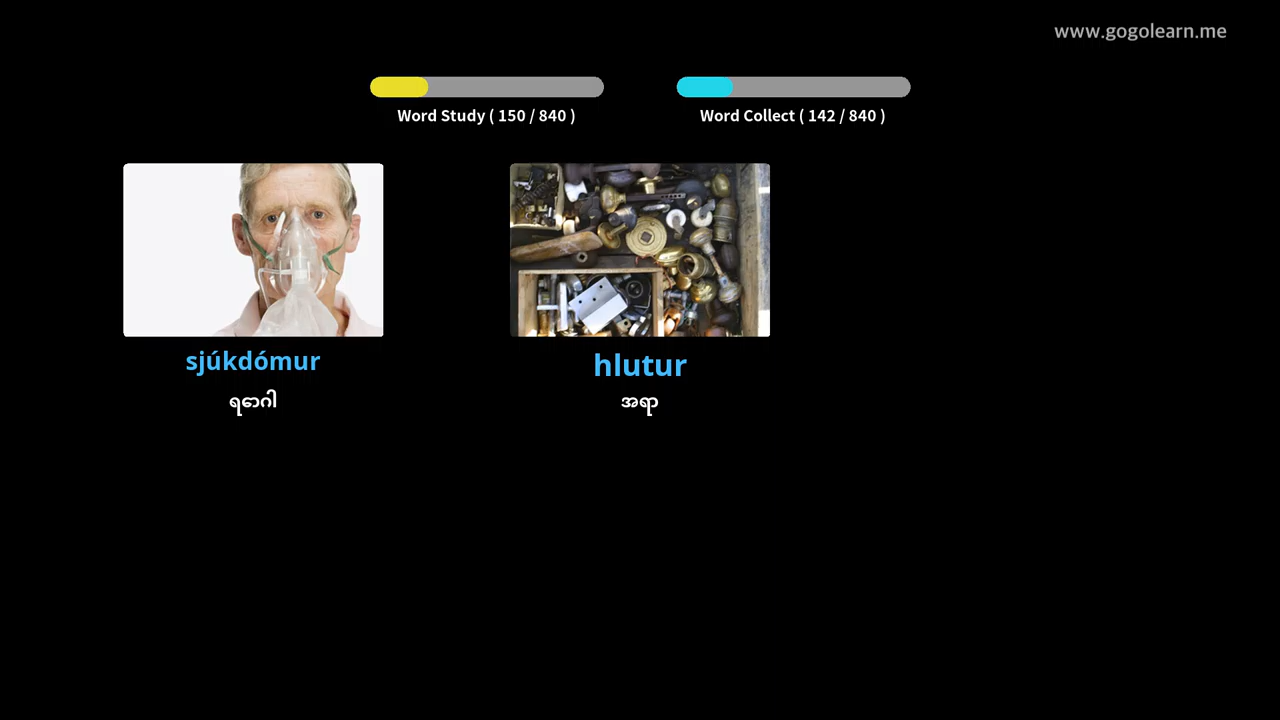 www.gogolearn.me
Word Study ( 150 / 840 )
Word Collect ( 142 / 840 )
sjúkdómur
ရောဂါ
hlutur
အရာ